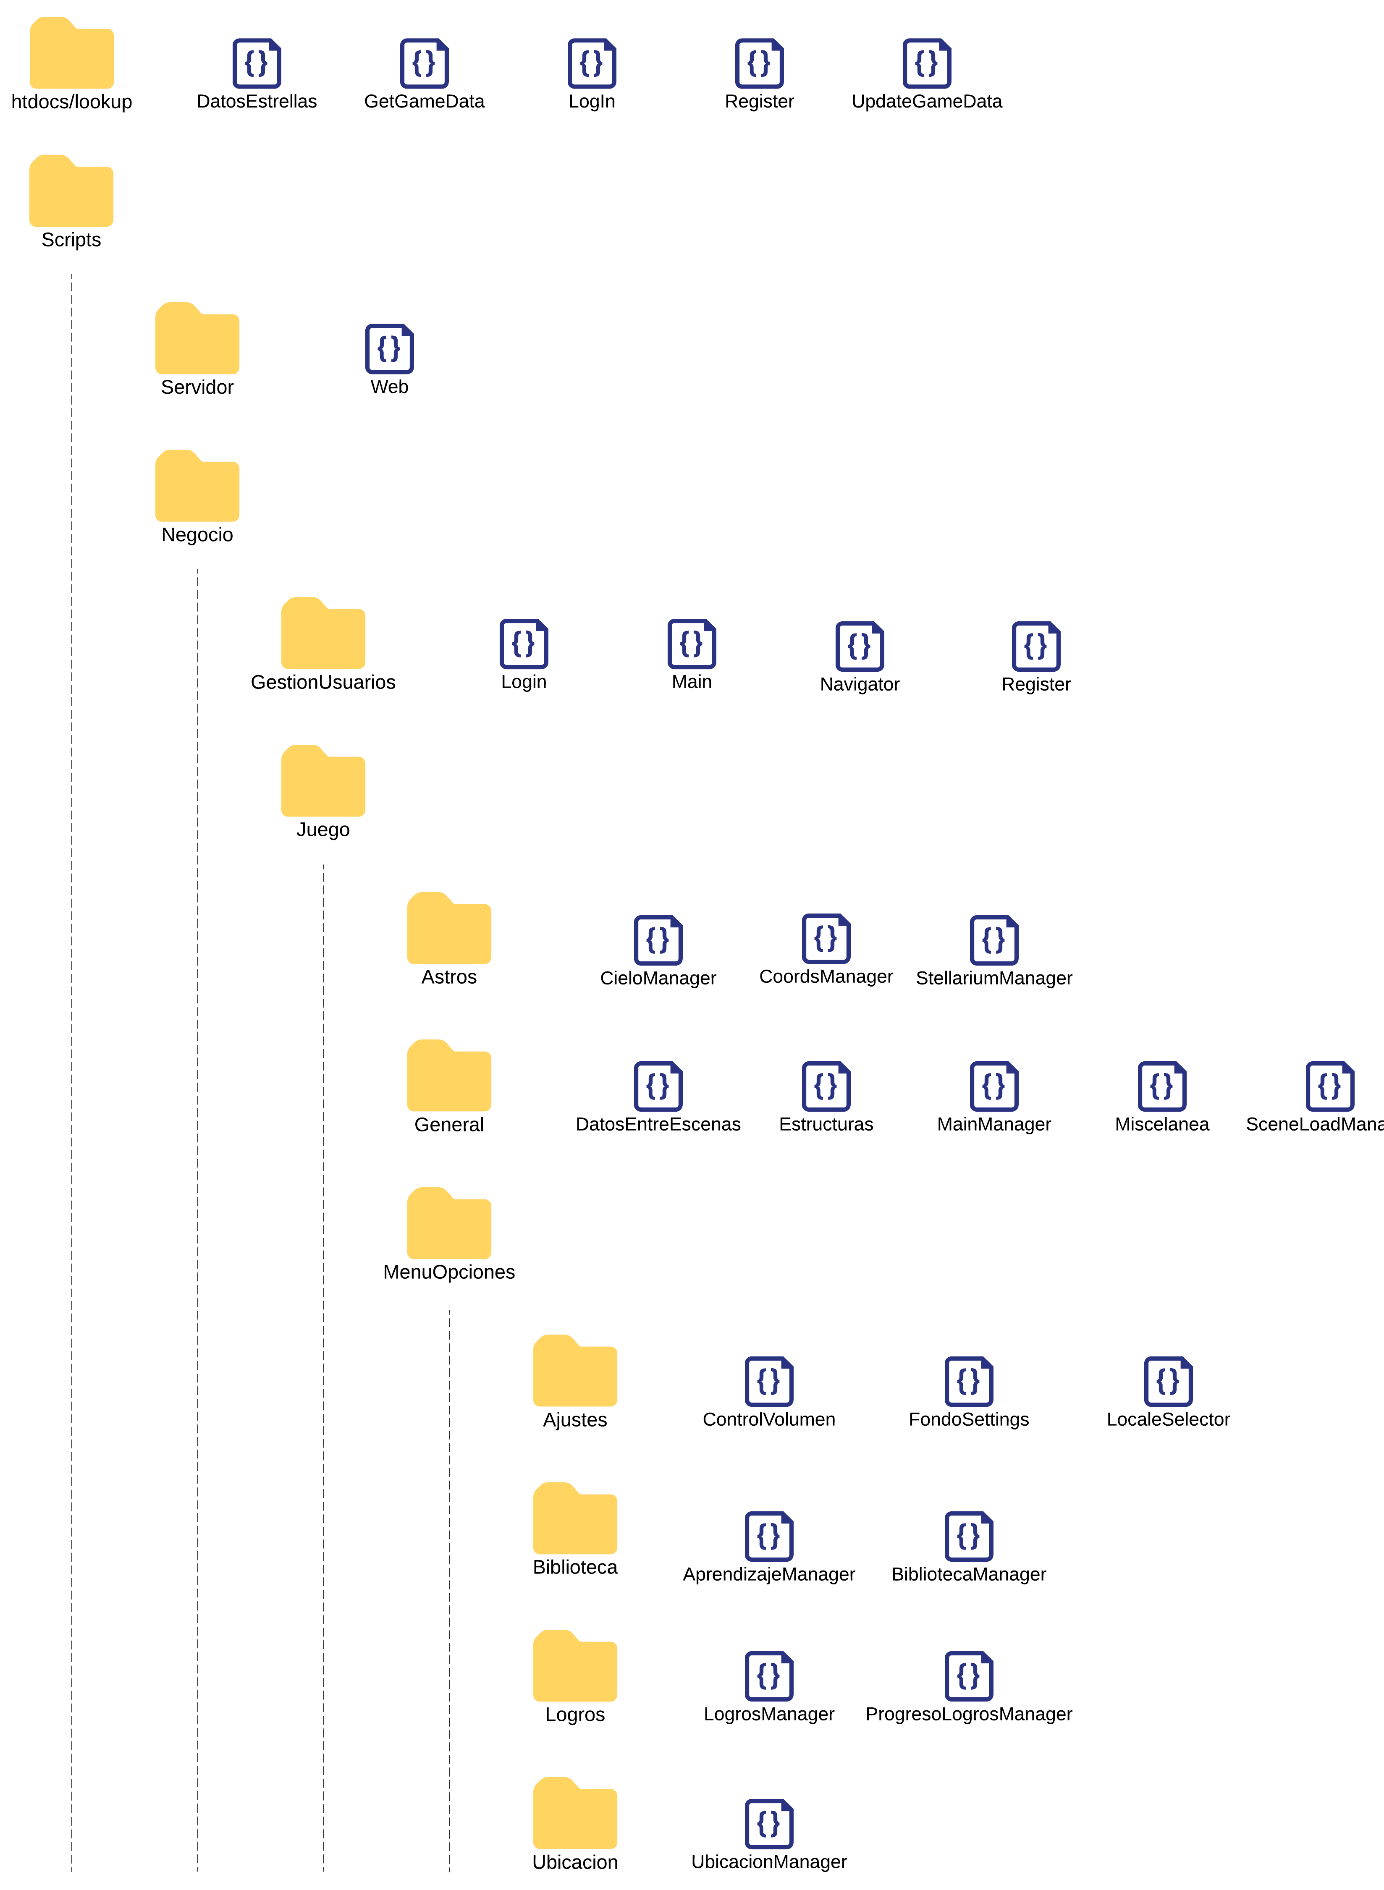 htdocs/lookup DatosEstrellas GetGameData LogIn Register UpdateGameData
Scripts
Servidor Web
Negocio
GestionUsuarios Login Main Navigator Register
Juego
Astros CieloManager CoordsManager StellariumManager
General DatosEntreEscenas Estructuras MainManager Miscelanea SceneLoadMana
MenuOpciones
Ajustes ControlVolumen FondoSettings LocaleSelector
Biblioteca AprendizajeManager BibliotecaManager
Logros LogrosManager ProgresoLogrosManager
Ubicacion UbicacionManager